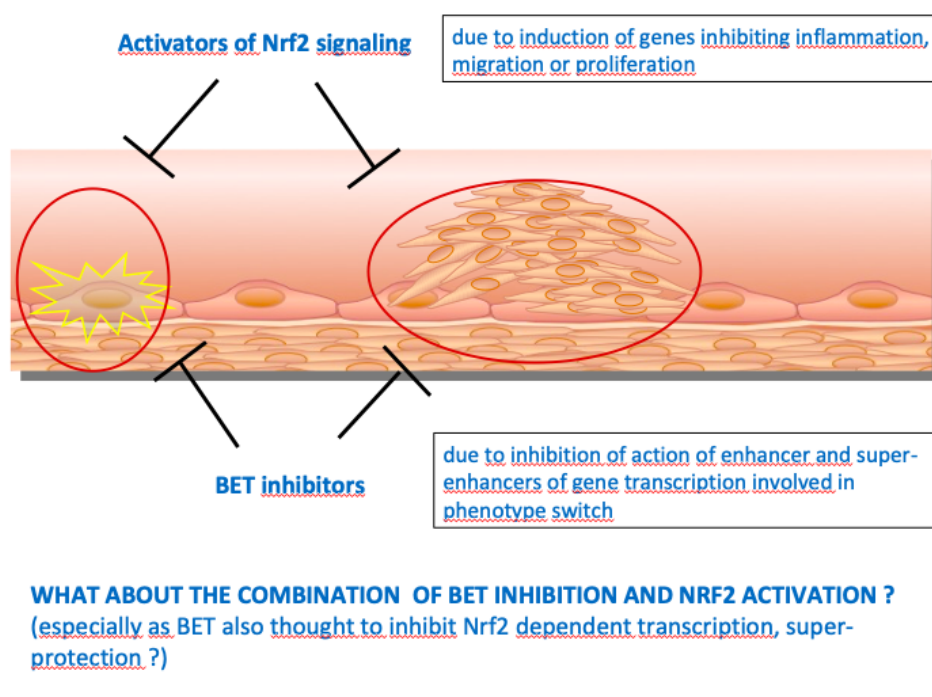 Activators of Nrf2 signaling
due to induction of genes inhibiting inflammation,
migration or proliferation
BET inhibitors
due to inhibition of action of enhancer and super-
enhancers of gene transcription involved in
phenotype switch
WHAT ABOUT THE COMBINATION OF BET INHIBITION AND NRF2 ACTIVATION ?
(especially as BET also thought to inhibit Nrf2 dependent transcription, super-
protection ?)